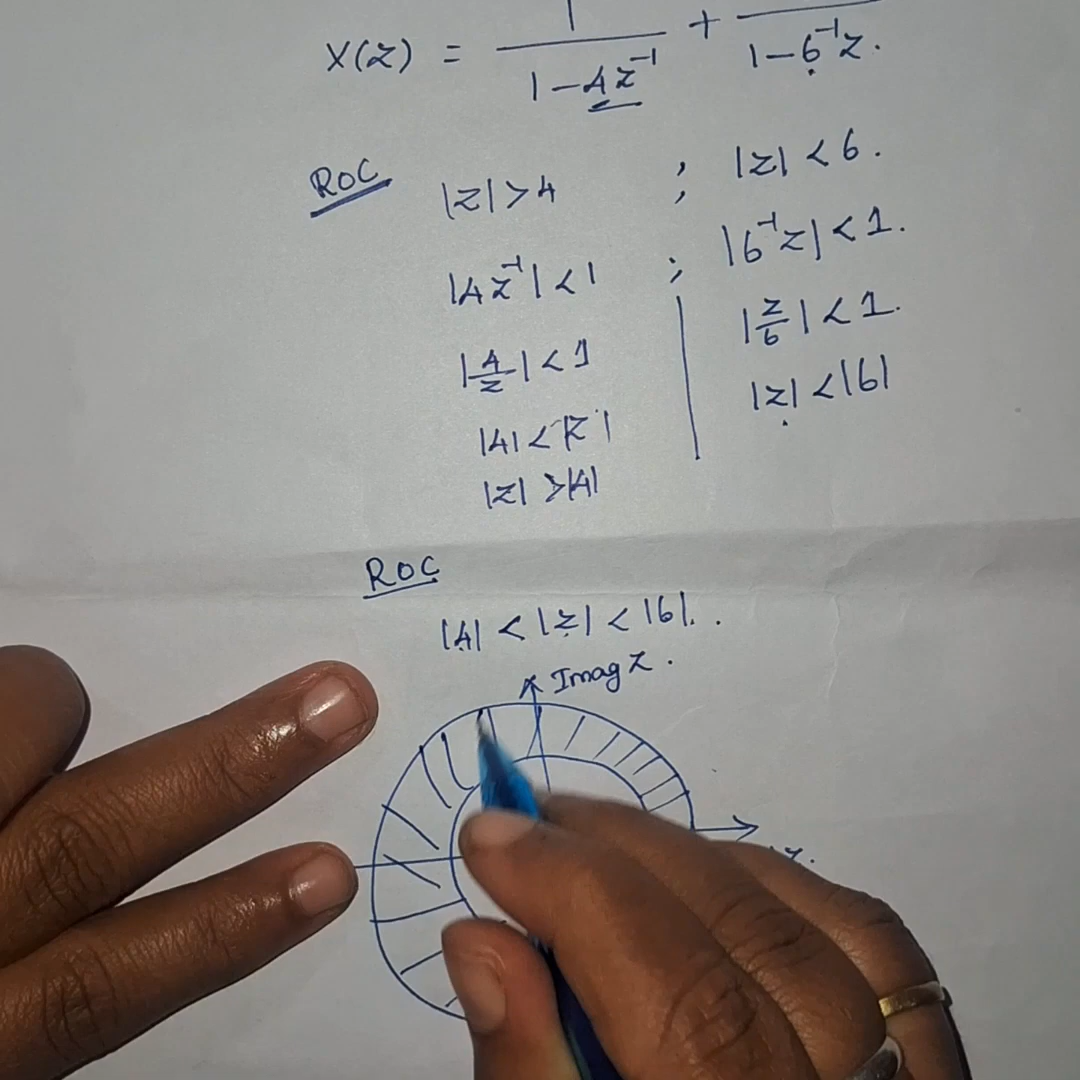 X(z) = 1/(1-4z⁻¹) + /(1-6⁻¹z).
ROC |z| > 4 ; |z| < 6.
|4z⁻¹| < 1 ; |6⁻¹z| < 1.
|4/z| < 1 |z/6| < 1.
|4| < |z| |z| < |6|
|z| > |4|
ROC
|4| < |z| < |6|..
Imag z.
z.